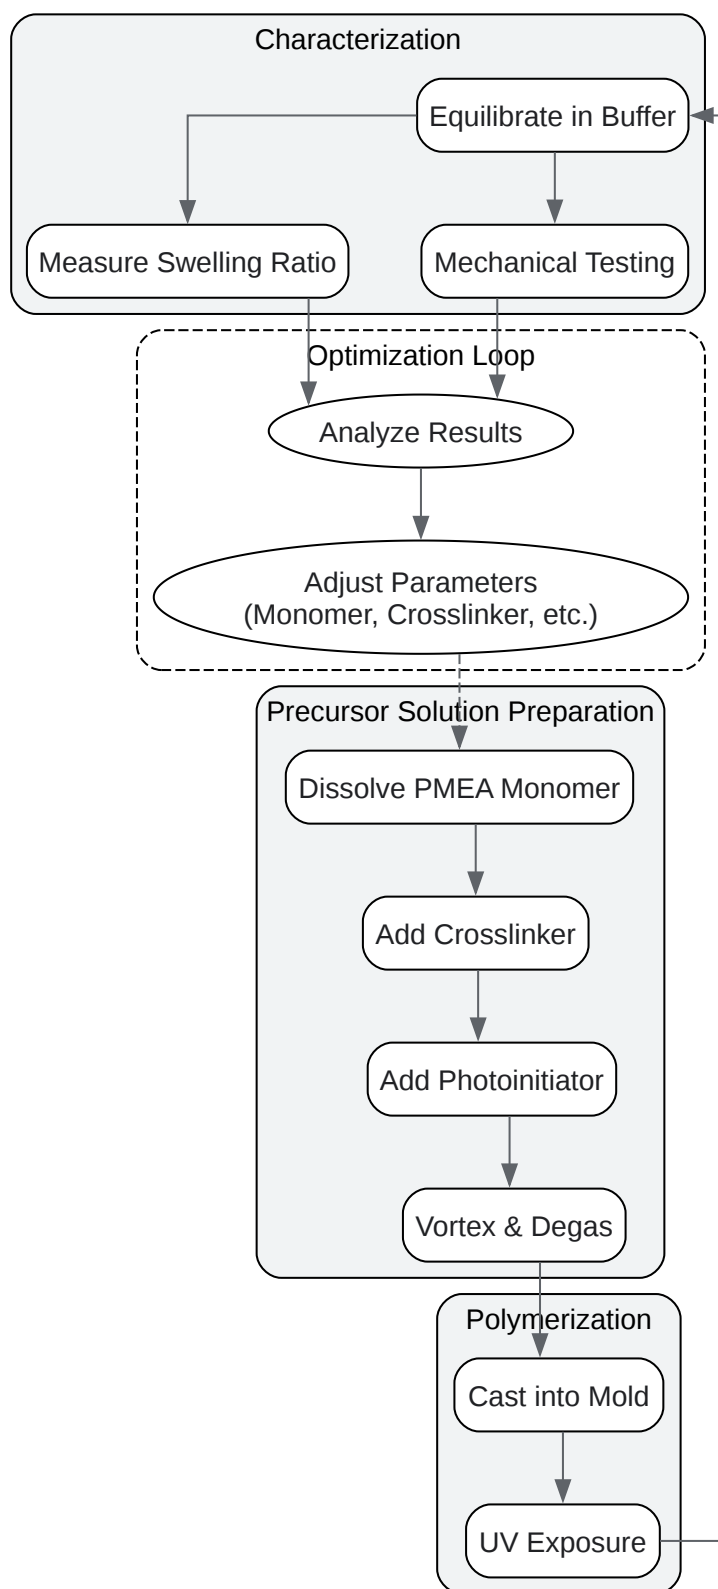 Characterization
Equilibrate in Buffer
Measure Swelling Ratio
Mechanical Testing
Optimization Loop
Analyze Results
Adjust Parameters
(Monomer, Crosslinker, etc.)
Precursor Solution Preparation
Dissolve PMEA Monomer
Add Crosslinker
Add Photoinitiator
Vortex & Degas
Polymerization
Cast into Mold
UV Exposure